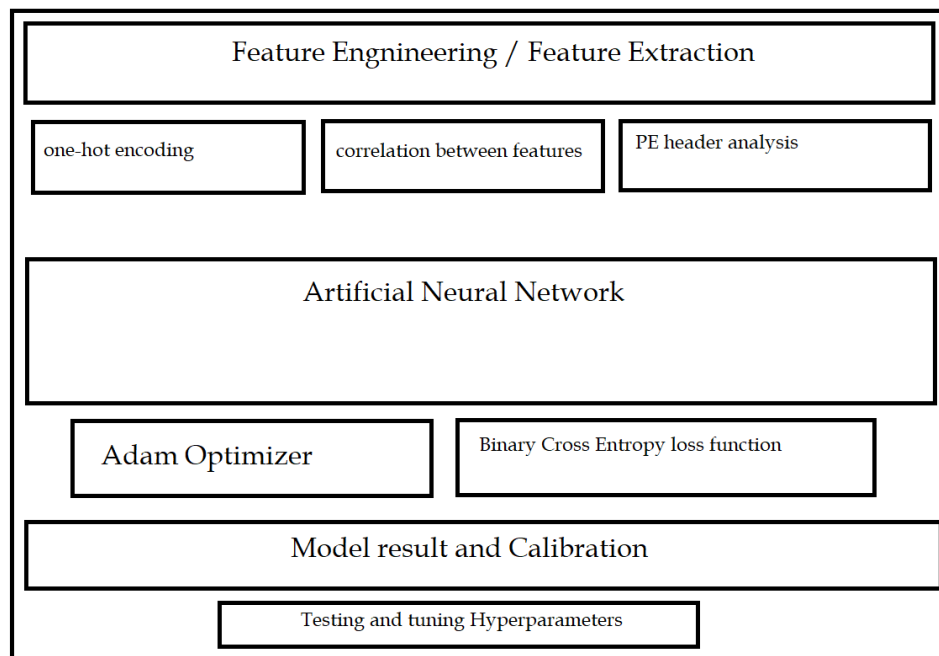 Feature Engnineering / Feature Extraction
one-hot encoding
correlation between features
PE header analysis
Artificial Neural Network
Adam Optimizer
Binary Cross Entropy loss function
Model result and Calibration
Testing and tuning Hyperparameters